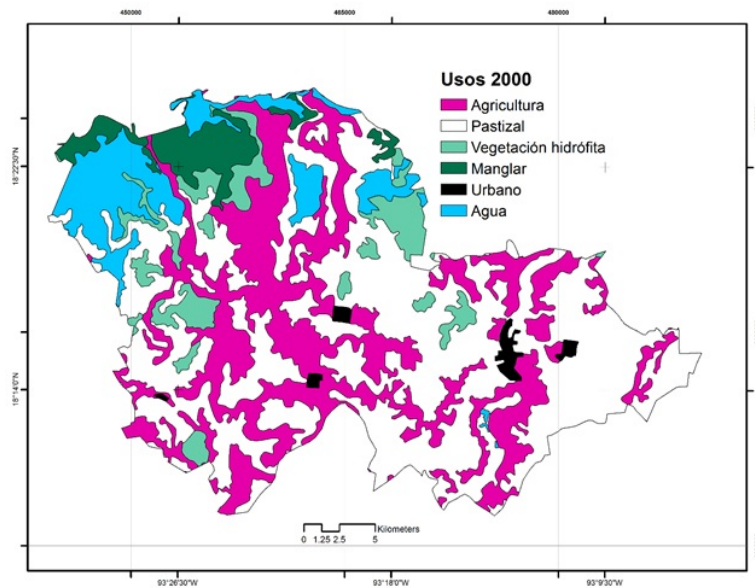 450000 465000 480000
Usos 2000
Agricultura
Pastizal
Vegetación hidrófita
Manglar
Urbano
Agua
18°22'30"N
18°14'0"N
Kilometers
0 1.25 2.5 5
93°26'30"W 93°18'0"W 93°9'30"W